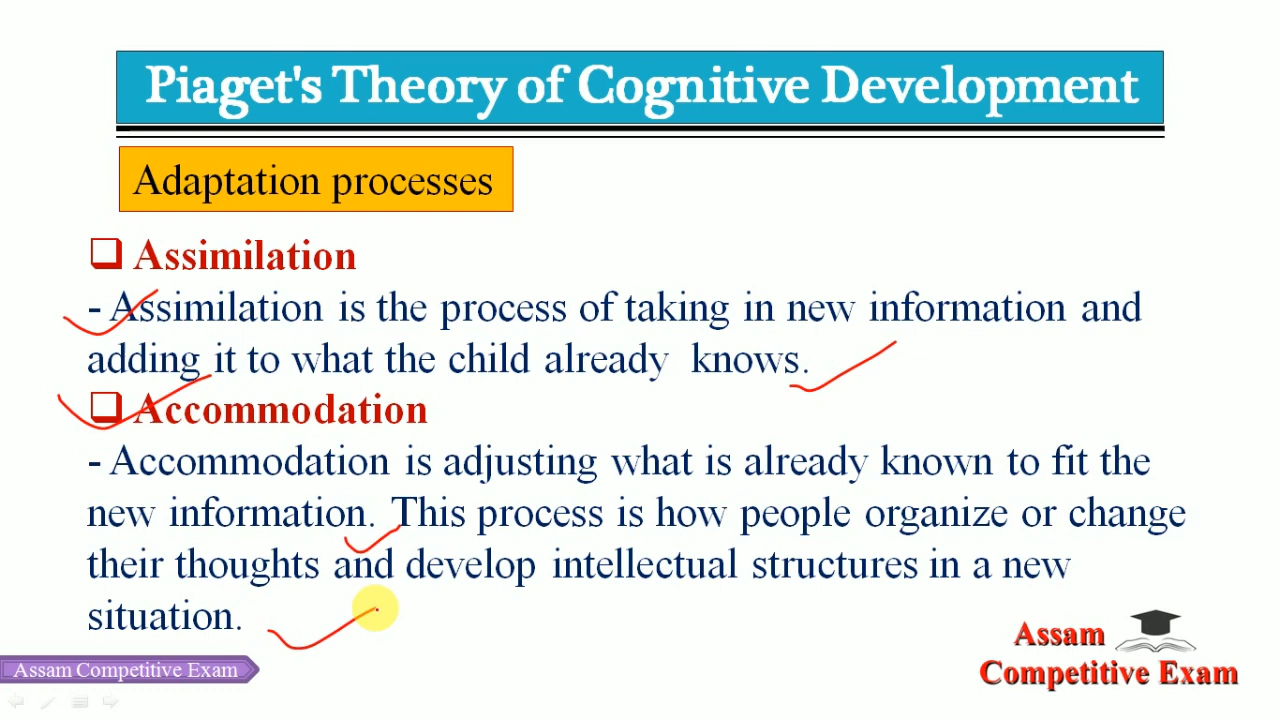 Piaget's Theory of Cognitive Development
Adaptation processes
❑ Assimilation
- Assimilation is the process of taking in new information and
adding it to what the child already knows.
❑ Accommodation
- Accommodation is adjusting what is already known to fit the
new information. This process is how people organize or change
their thoughts and develop intellectual structures in a new
situation.
Assam
Competitive Exam
Assam Competitive Exam